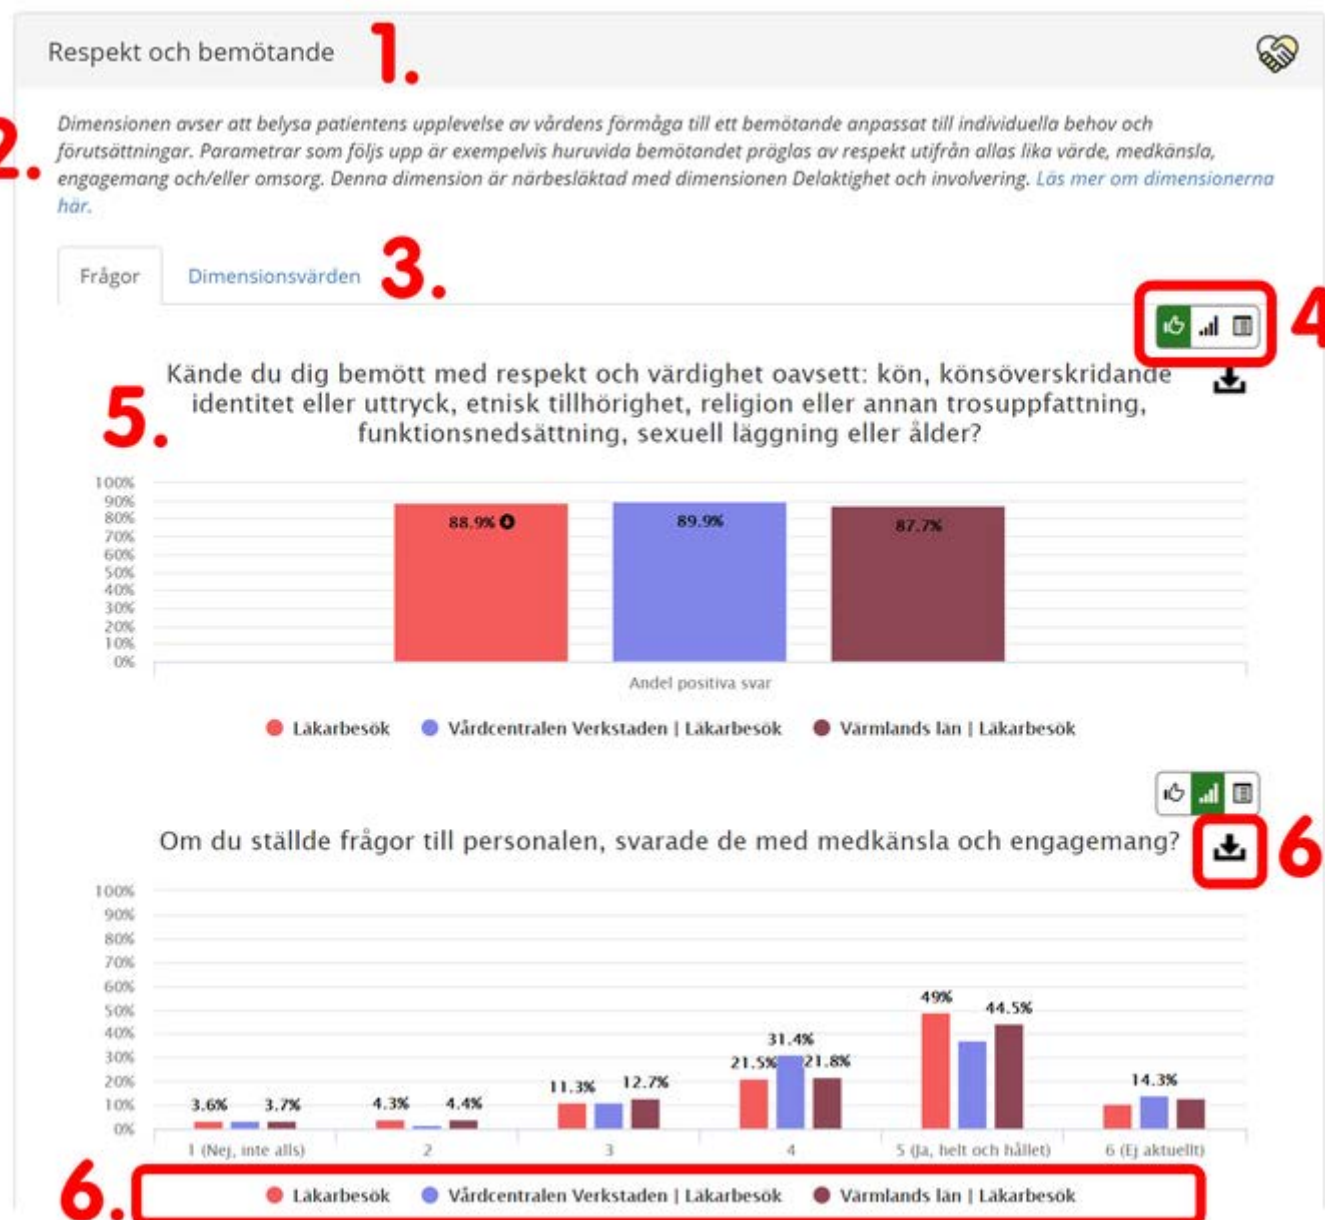 Respekt och bemötande
1.
2.
Dimensionen avser att belysa patientens upplevelse av vårdens förmåga till ett bemötande anpassat till individuella behov och
förutsättningar. Parametrar som följs upp är exempelvis huruvida bemötandet präglas av respekt utifrån allas lika värde, medkänsla,
engagemang och/eller omsorg. Denna dimension är närbesläktad med dimensionen Delaktighet och involvering. Läs mer om dimensionerna
här.
Frågor
Dimensionsvärden
3.
4
5.
Kände du dig bemött med respekt och värdighet oavsett: kön, könsöverskridande
identitet eller uttryck, etnisk tillhörighet, religion eller annan trosuppfattning,
funktionsnedsättning, sexuell läggning eller ålder?
100%
90%
80%
70%
60%
50%
40%
30%
20%
10%
0%
88.9%
89.9%
87.7%
Andel positiva svar
Läkarbesök
Vårdcentralen Verkstaden | Läkarbesök
Värmlands län | Läkarbesök
Om du ställde frågor till personalen, svarade de med medkänsla och engagemang?
6
100%
90%
80%
70%
60%
50%
40%
30%
20%
10%
0%
3.6%
3.7%
4.3%
4.4%
11.3%
12.7%
21.5%
31.4%
21.8%
49%
44.5%
14.3%
1 (Nej, inte alls)
2
3
4
5 (Ja, helt och hållet)
6 (Ej aktuellt)
6.
Läkarbesök
Vårdcentralen Verkstaden | Läkarbesök
Värmlands län | Läkarbesök